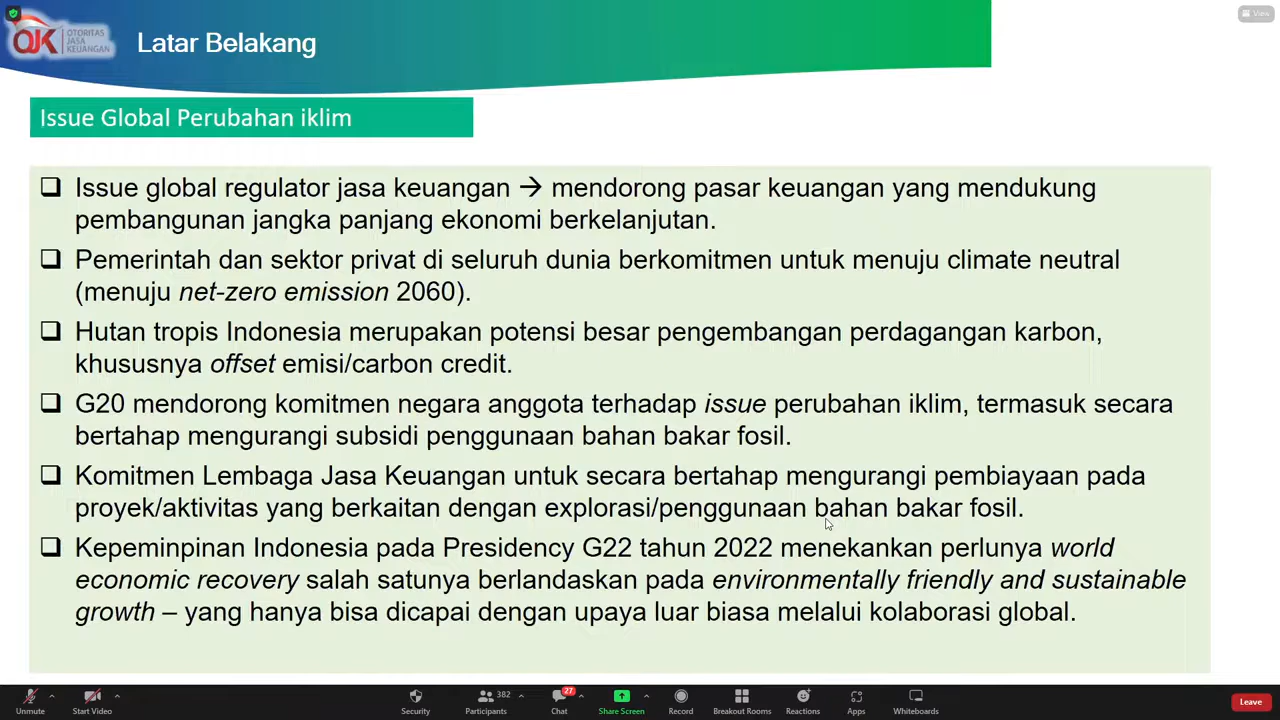 View
OJK OTORITAS
JASA
KEUANGAN
Latar Belakang
Issue Global Perubahan iklim
❑ Issue global regulator jasa keuangan → mendorong pasar keuangan yang mendukung
pembangunan jangka panjang ekonomi berkelanjutan.
❑ Pemerintah dan sektor privat di seluruh dunia berkomitmen untuk menuju climate neutral
(menuju net-zero emission 2060).
❑ Hutan tropis Indonesia merupakan potensi besar pengembangan perdagangan karbon,
khususnya offset emisi/carbon credit.
❑ G20 mendorong komitmen negara anggota terhadap issue perubahan iklim, termasuk secara
bertahap mengurangi subsidi penggunaan bahan bakar fosil.
❑ Komitmen Lembaga Jasa Keuangan untuk secara bertahap mengurangi pembiayaan pada
proyek/aktivitas yang berkaitan dengan explorasi/penggunaan bahan bakar fosil.
❑ Kepeminpinan Indonesia pada Presidency G22 tahun 2022 menekankan perlunya world
economic recovery salah satunya berlandaskan pada environmentally friendly and sustainable
growth – yang hanya bisa dicapai dengan upaya luar biasa melalui kolaborasi global.
382 27
Unmute Start Video Security Participants Chat Share Screen Record Breakout Rooms Reactions Apps Whiteboards Leave